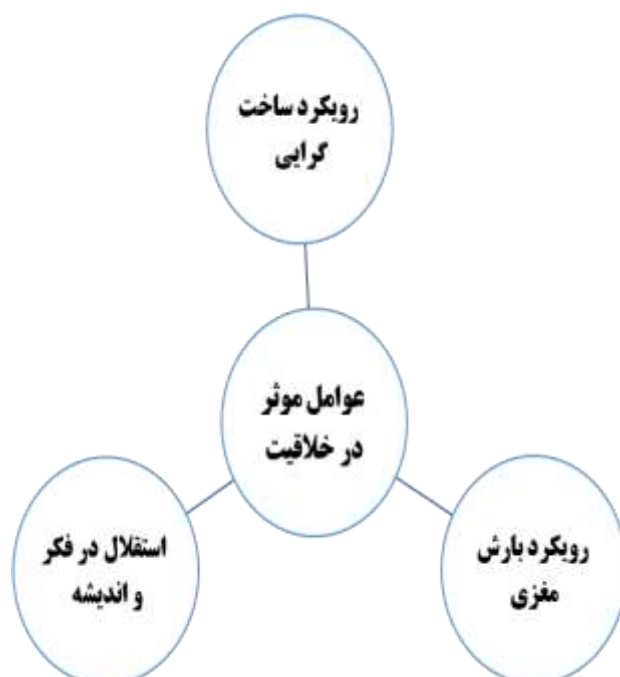 رویکرد ساخت
گرایی
عوامل موثر
در خلاقیت
رویکرد بارش
مغزی
استقلال در فکر
و اندیشه